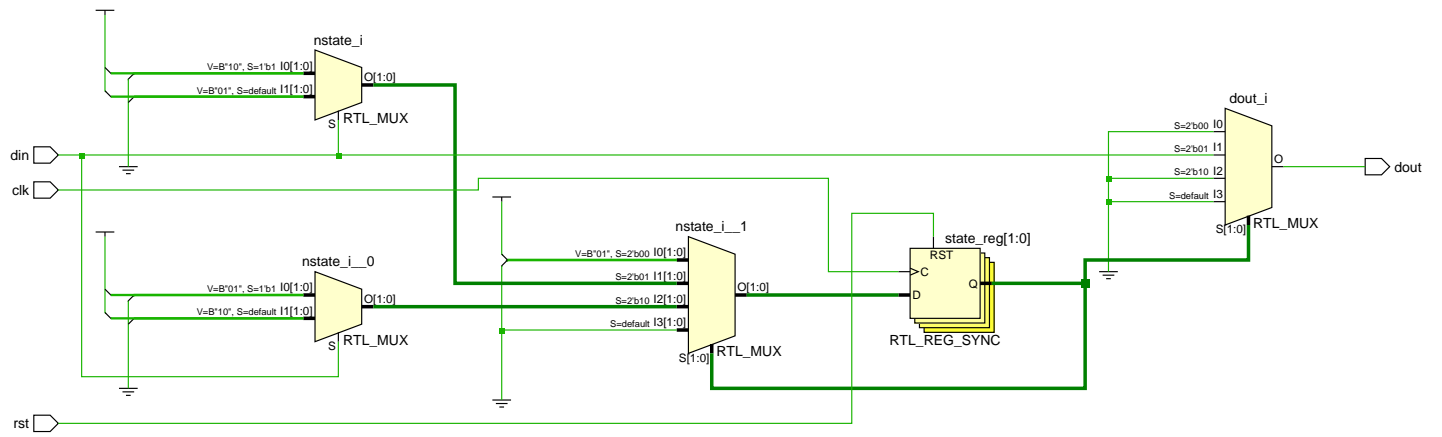 nstate_i
V=B"10", S=1'b1 I0[1:0]
V=B"01", S=default I1[1:0]
O[1:0]
S
RTL_MUX
din
clk
nstate_i__0
V=B"01", S=1'b1 I0[1:0]
V=B"10", S=default I1[1:0]
O[1:0]
S
RTL_MUX
rst
nstate_i__1
V=B"01", S=2'b00 I0[1:0]
S=2'b01 I1[1:0]
S=2'b10 I2[1:0]
S=default I3[1:0]
O[1:0]
S[1:0]
RTL_MUX
state_reg[1:0]
RST
C
D
Q
RTL_REG_SYNC
dout_i
S=2'b00 I0
S=2'b01 I1
S=2'b10 I2
S=default I3
O
S[1:0]
RTL_MUX
dout